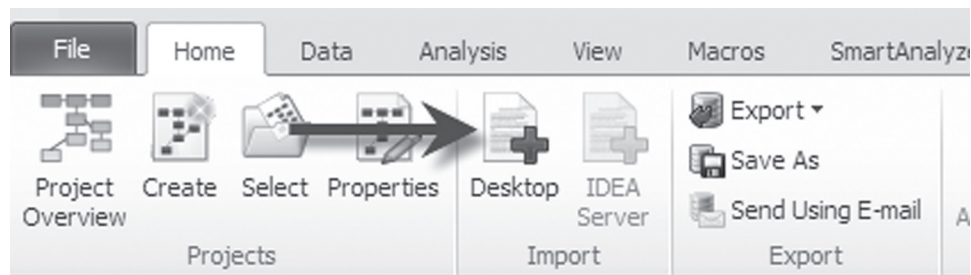 File Home Data Analysis View Macros SmartAnalyze
Project Overview
Create
Select
Properties
Projects
Desktop
IDEA Server
Import
Export
Save As
Send Using E-mail
Export
A